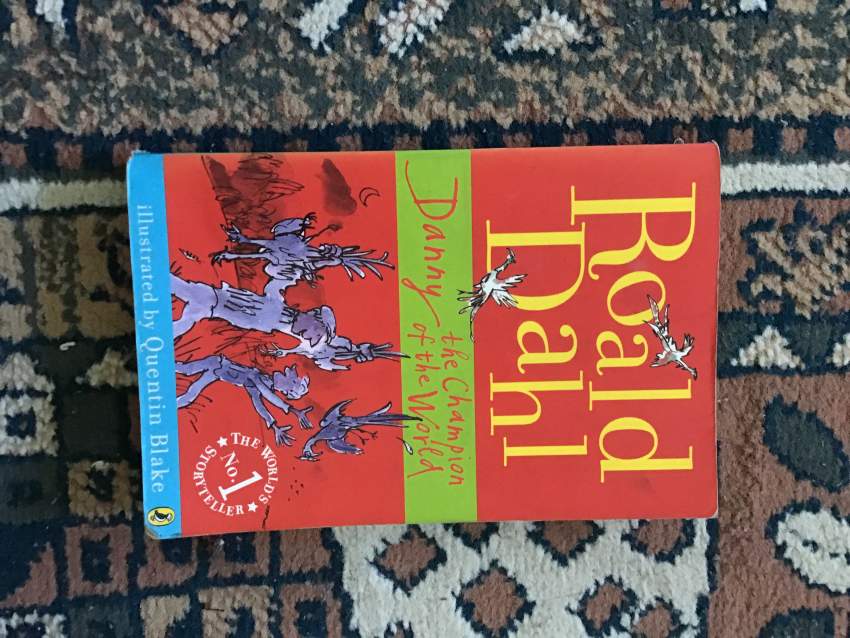 Roald
Dahl
Danny
the Champion
of the World
THE WORLD'S
No. 1
STORYTELLER
illustrated by Quentin Blake